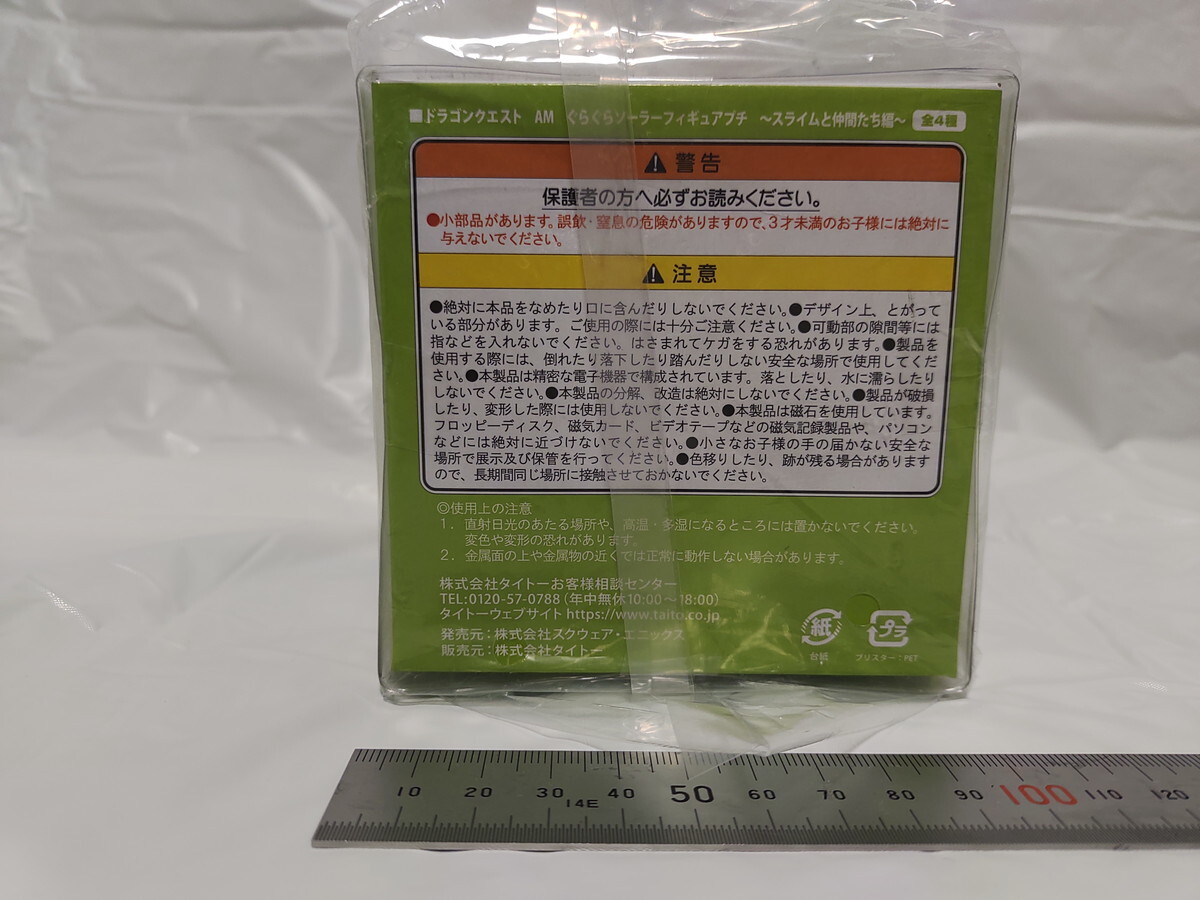 ■ドラゴンクエスト AM ぐらぐらソーラーフィギュアプチ ～スライムと仲間たち編～ 全4種
警告
保護者の方へ必ずお読みください。
●小部品があります。誤飲・窒息の危険がありますので、3才未満のお子様には絶対に
与えないでください。
注意
●絶対に本品をなめたり口に含んだりしないでください。●デザイン上、とがって
いる部分があります。ご使用の際には十分ご注意ください。●可動部の隙間等には
指などを入れないでください。はさまれてケガをする恐れがあります。●製品を
使用する際には、倒れたり落下したり踏んだりしない安全な場所で使用してくだ
さい。●本製品は精密な電子機器で構成されています。落としたり、水に濡らしたり
しないでください。●本製品の分解、改造は絶対にしないでください。●製品が破損
したり、変形した際には使用しないでください。●本製品は磁石を使用しています。
フロッピーディスク、磁気カード、ビデオテープなどの磁気記録製品や、パソコン
などには絶対に近づけないでください。●小さなお子様の手の届かない安全な
場所で展示及び保管を行ってください。●色移りしたり、跡が残る場合があります
ので、長期間同じ場所に接触させておかないでください。
◎使用上の注意
1．直射日光のあたる場所や、高温・多湿になるところには置かないでください。
変色や変形の恐れがあります。
2．金属面の上や金属物の近くでは正常に動作しない場合があります。
株式会社タイトーお客様相談センター
TEL:0120-57-0788（年中無休10:00～18:00）
タイトーウェブサイト https://www.taito.co.jp
発売元：株式会社スクウェア・エニックス
販売元：株式会社タイトー
紙
台紙
プラ
ブリスター：PET
10 20 30 40 50 60 70 80 90 100 110 120
14E